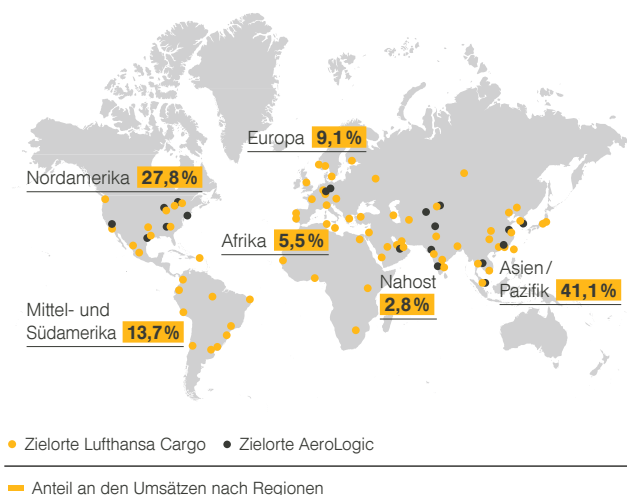 Europa 9,1 %
Nordamerika 27,8 %
Afrika 5,5 %
Nahost
2,8 %
Asien/
Pazifik 41,1 %
Mittel- und
Südamerika 13,7 %
Zielorte Lufthansa Cargo Zielorte AeroLogic
Anteil an den Umsätzen nach Regionen